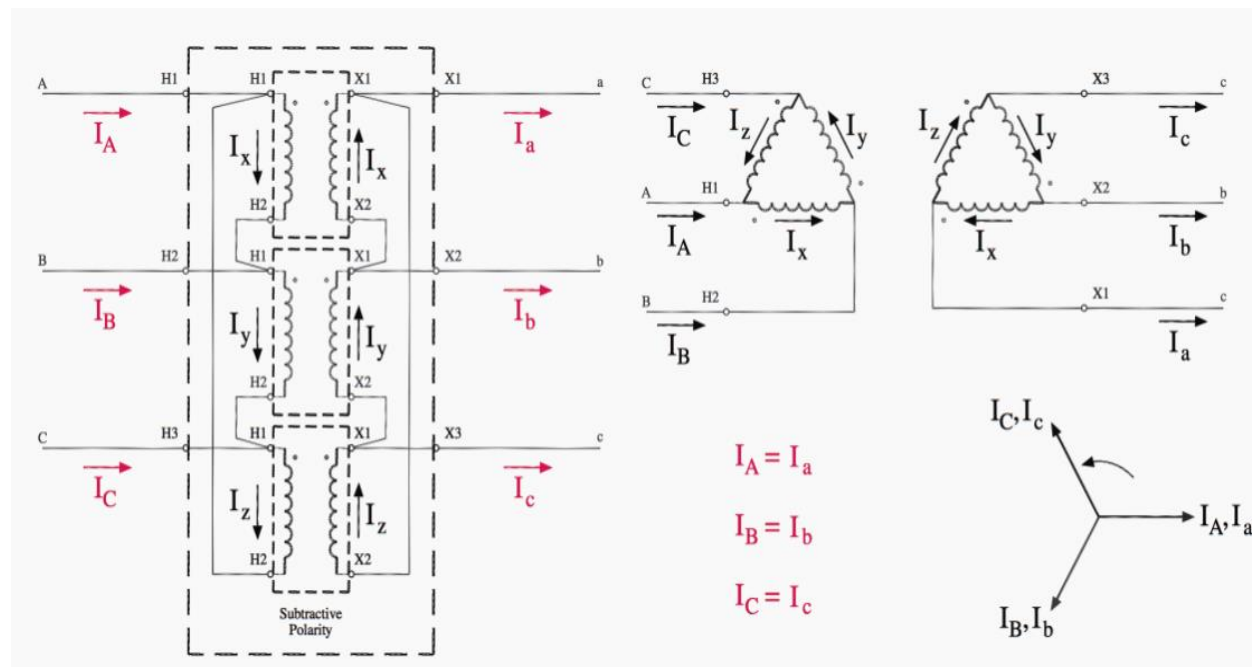 A H1 H1 X1 X1 a
I_A I_x I_x I_a
H2 X2
B H2 H1 X1 X2 b
I_B I_y I_y I_b
H2 X2
C H3 H1 X1 X3 c
I_C I_z I_z I_c
H2 X2
Subtractive
Polarity
C H3 X3 c
I_C I_z I_y I_z I_y I_c
A H1 X2 b
I_A I_x I_x I_b
B H2 X1 c
I_B I_a
I_A = I_a
I_B = I_b
I_C = I_c
I_C,I_c
I_A,I_a
I_B,I_b